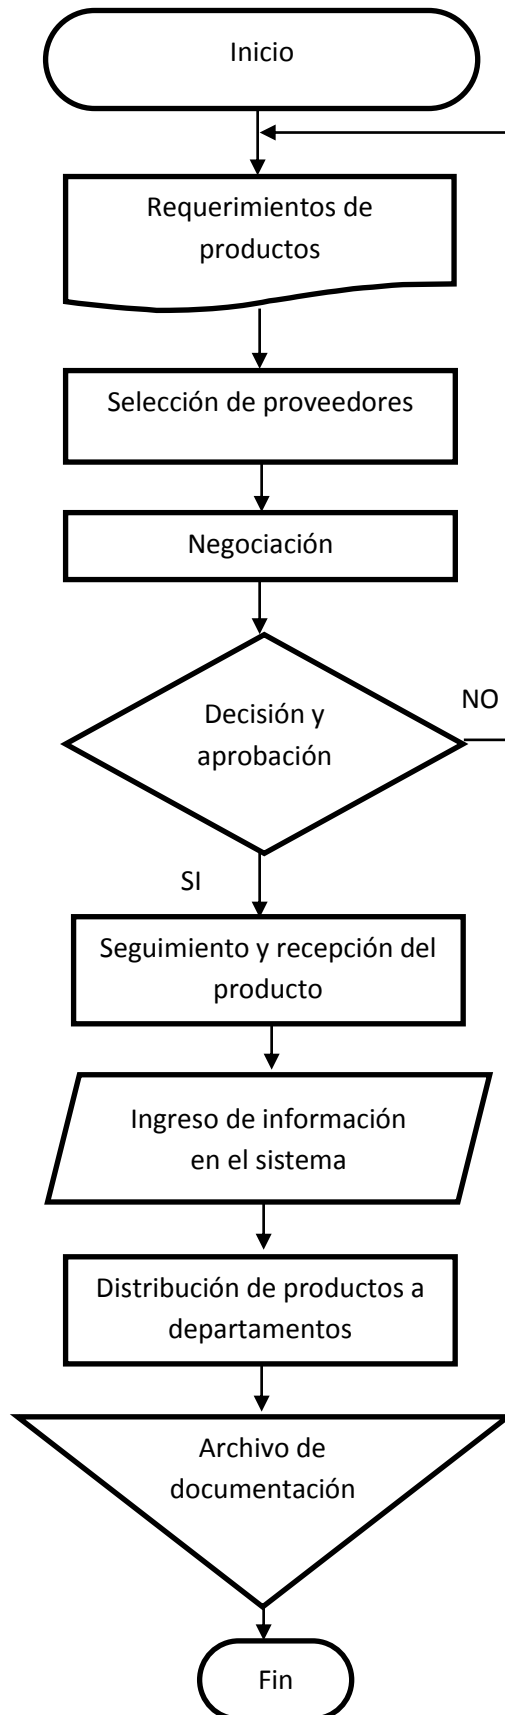 Inicio
Requerimientos de
productos
Selección de proveedores
Negociación
Decisión y
aprobación
NO
SI
Seguimiento y recepción del
producto
Ingreso de información
en el sistema
Distribución de productos a
departamentos
Archivo de
documentación
Fin